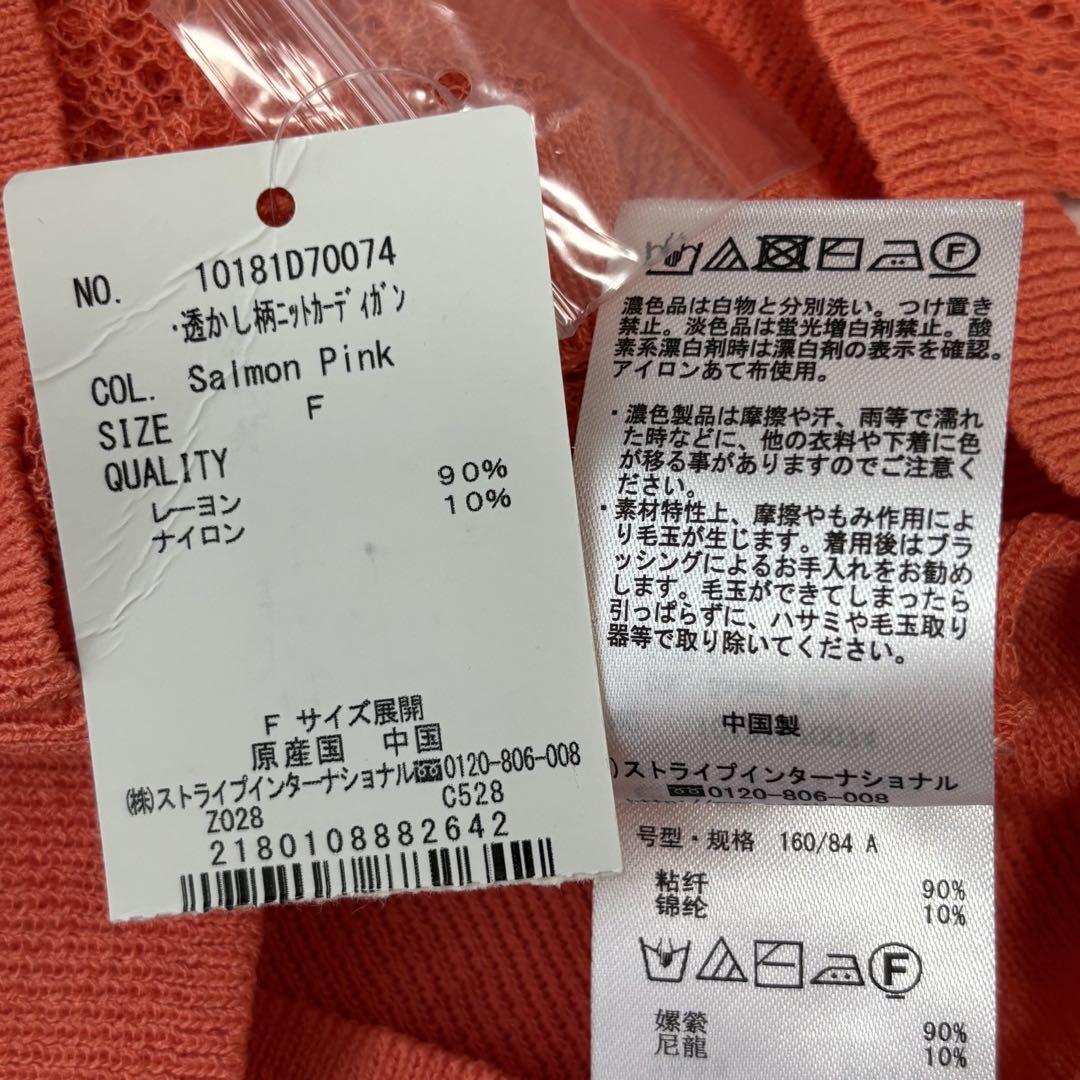 NO. 10181D70074
・透かし柄ニットカーディガン
COL. Salmon Pink
SIZE F
QUALITY
レーヨン 90%
ナイロン 10%
F サイズ展開
原産国 中国
(株)ストライプインターナショナル 0120-806-008
Z028 C528
2180108882642
F
濃色品は白物と分別洗い。つけ置き
禁止。淡色品は蛍光増白剤禁止。酸
素系漂白剤時は漂白剤の表示を確認。
アイロンあて布使用。
・濃色製品は摩擦や汗、雨等で濡れ
た時などに、他の衣料や下着に色
が移る事がありますのでご注意く
ださい。
・素材特性上、摩擦やもみ作用によ
り毛玉が生じます。着用後はブラ
ッシングによるお手入れをお勧め
します。毛玉ができてしまったら
引っぱらずに、ハサミや毛玉取り
器等で取り除いてください。
中国製
)ストライプインターナショナル
0120-806-008
号型・规格 160/84 A
粘纤 90%
锦纶 10%
F
嫘縈 90%
尼龍 10%